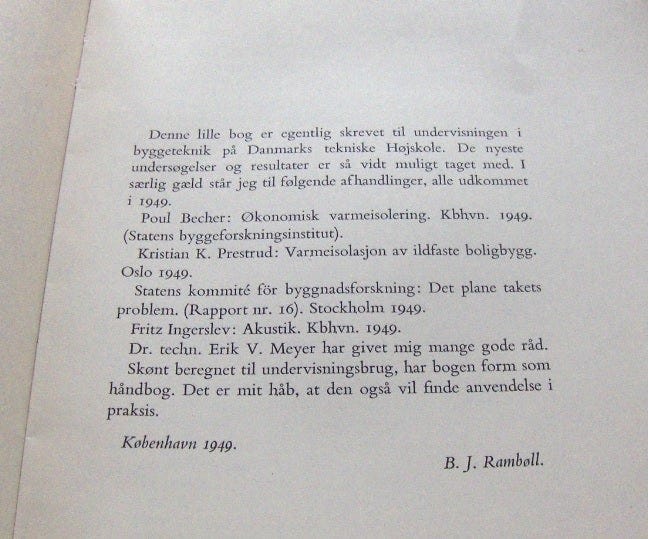 Denne lille bog er egentlig skrevet til undervisningen i
byggeteknik på Danmarks tekniske Højskole. De nyeste
undersøgelser og resultater er så vidt muligt taget med. I
særlig gæld står jeg til følgende afhandlinger, alle udkommet
i 1949.
Poul Becher: Økonomisk varmeisolering. Kbhvn. 1949.
(Statens byggeforskningsinstitut).
Kristian K. Prestrud: Varmeisolasjon av ildfaste boligbygg.
Oslo 1949.
Statens kommité för byggnadsforskning: Det plane takets
problem. (Rapport nr. 16). Stockholm 1949.
Fritz Ingerslev: Akustik. Kbhvn. 1949.
Dr. techn. Erik V. Meyer har givet mig mange gode råd.
Skønt beregnet til undervisningsbrug, har bogen form som
håndbog. Det er mit håb, at den også vil finde anvendelse i
praksis.
København 1949.
B. J. Rambøll.